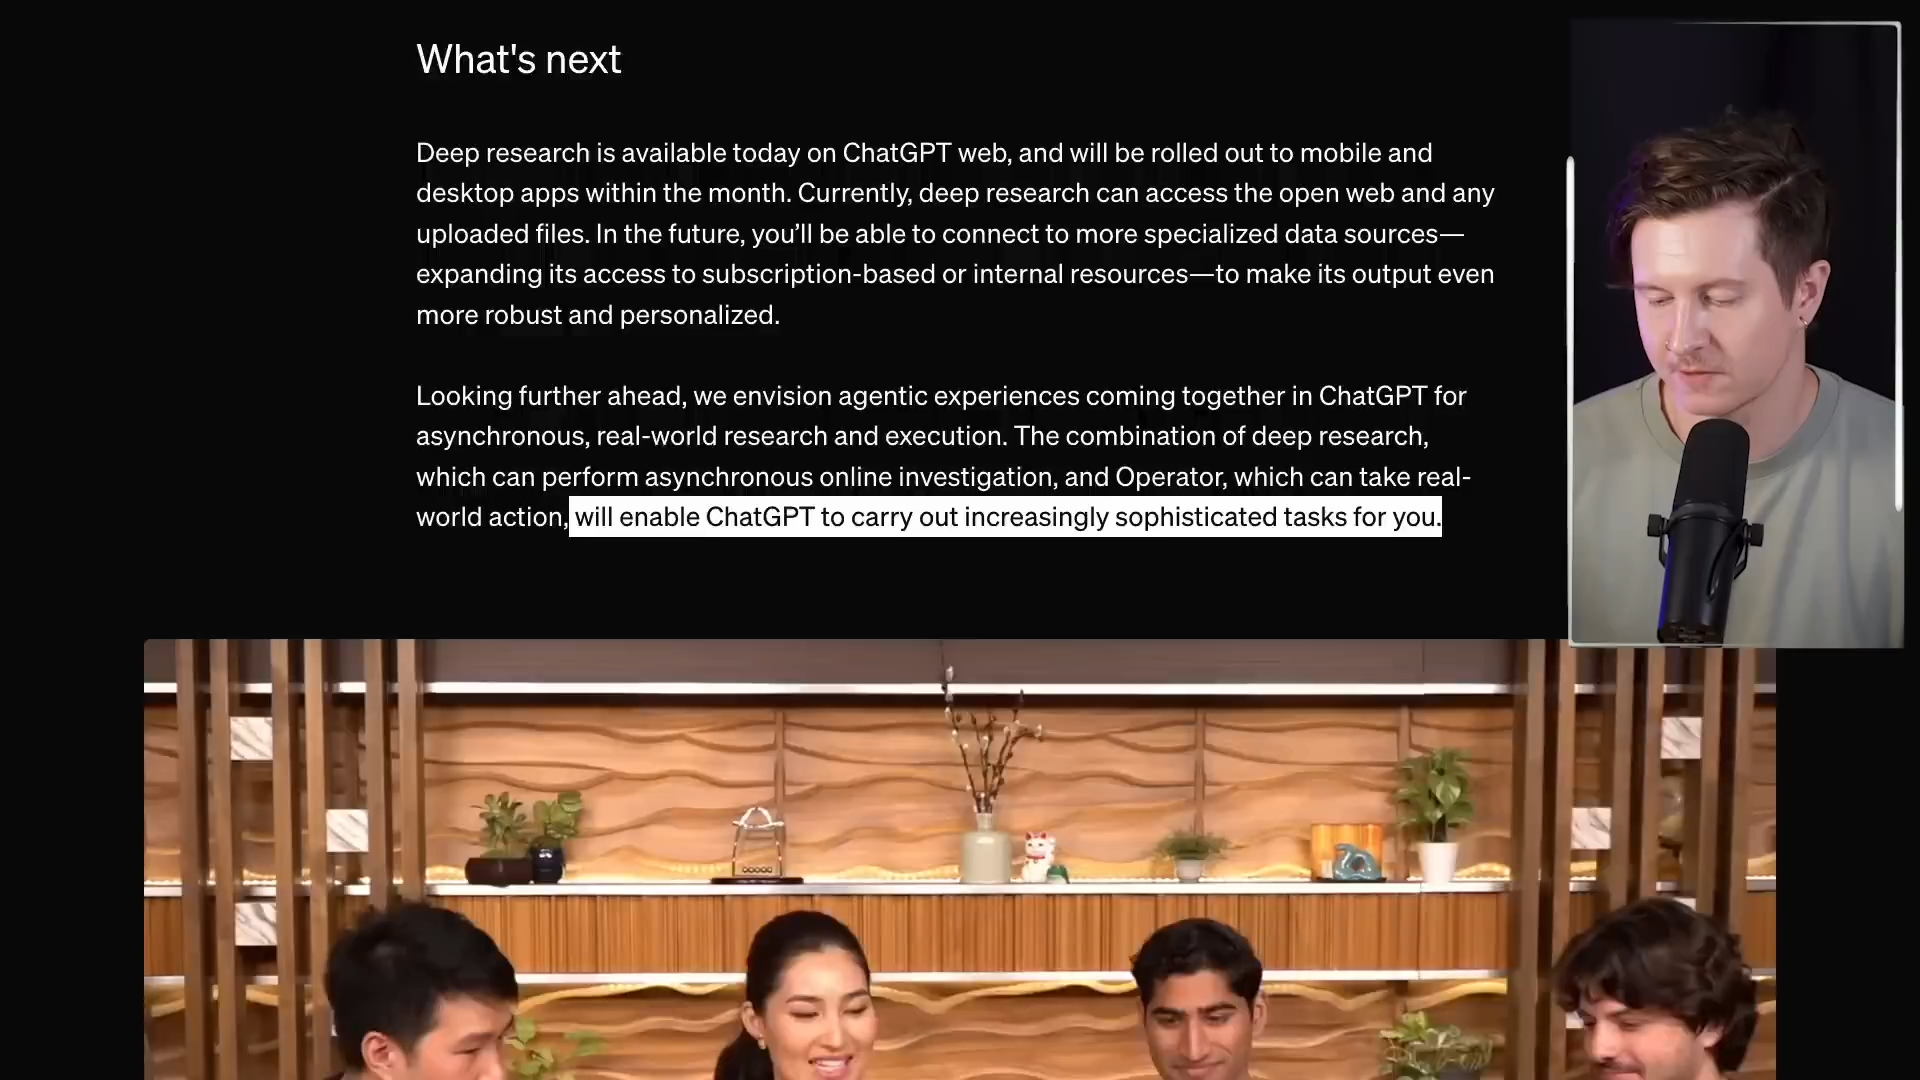 What's next
Deep research is available today on ChatGPT web, and will be rolled out to mobile and
desktop apps within the month. Currently, deep research can access the open web and any
uploaded files. In the future, you’ll be able to connect to more specialized data sources—
expanding its access to subscription-based or internal resources—to make its output even
more robust and personalized.
Looking further ahead, we envision agentic experiences coming together in ChatGPT for
asynchronous, real-world research and execution. The combination of deep research,
which can perform asynchronous online investigation, and Operator, which can take real-
world action, will enable ChatGPT to carry out increasingly sophisticated tasks for you.